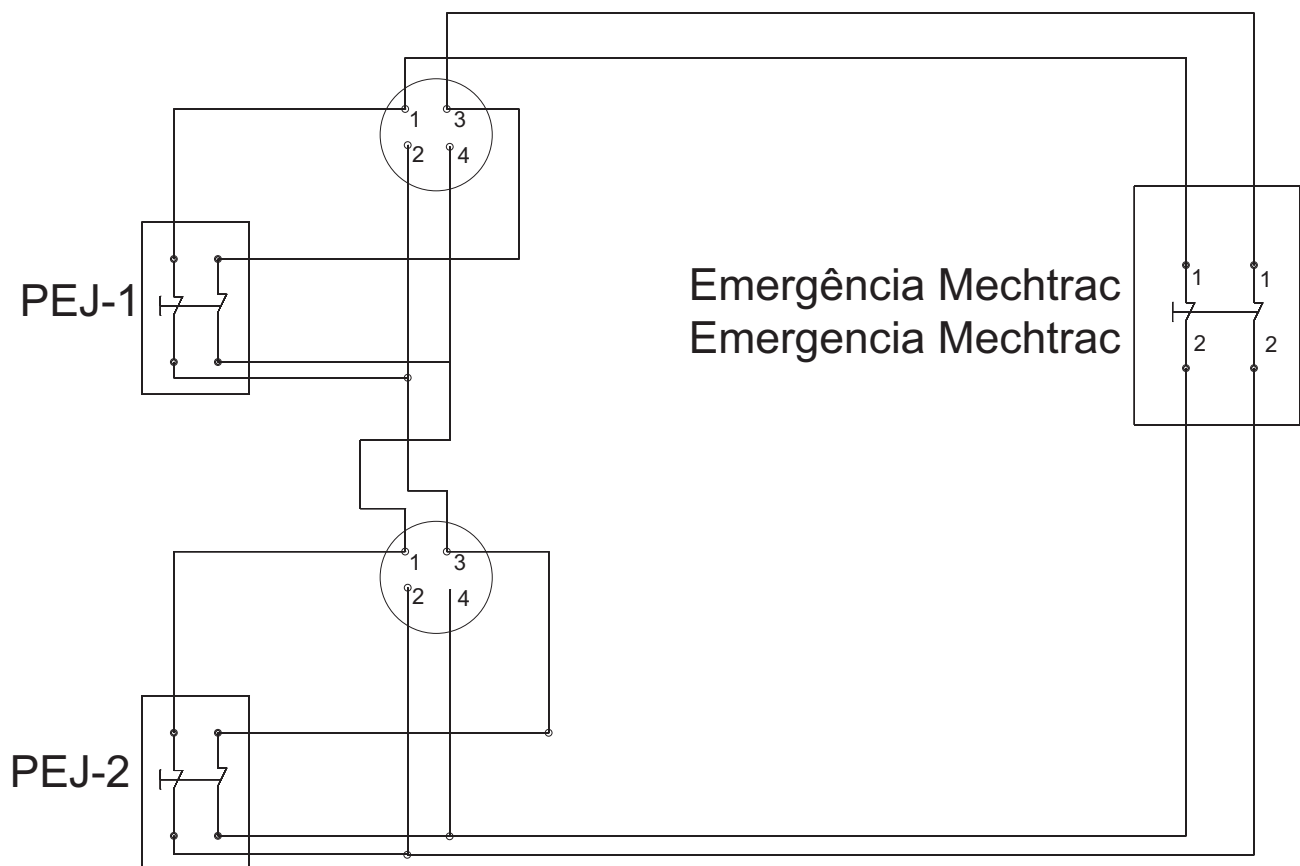 1 3
2 4
PEJ-1
Emergência Mechtrac
Emergencia Mechtrac
1 1
2 2
1 3
2 4
PEJ-2